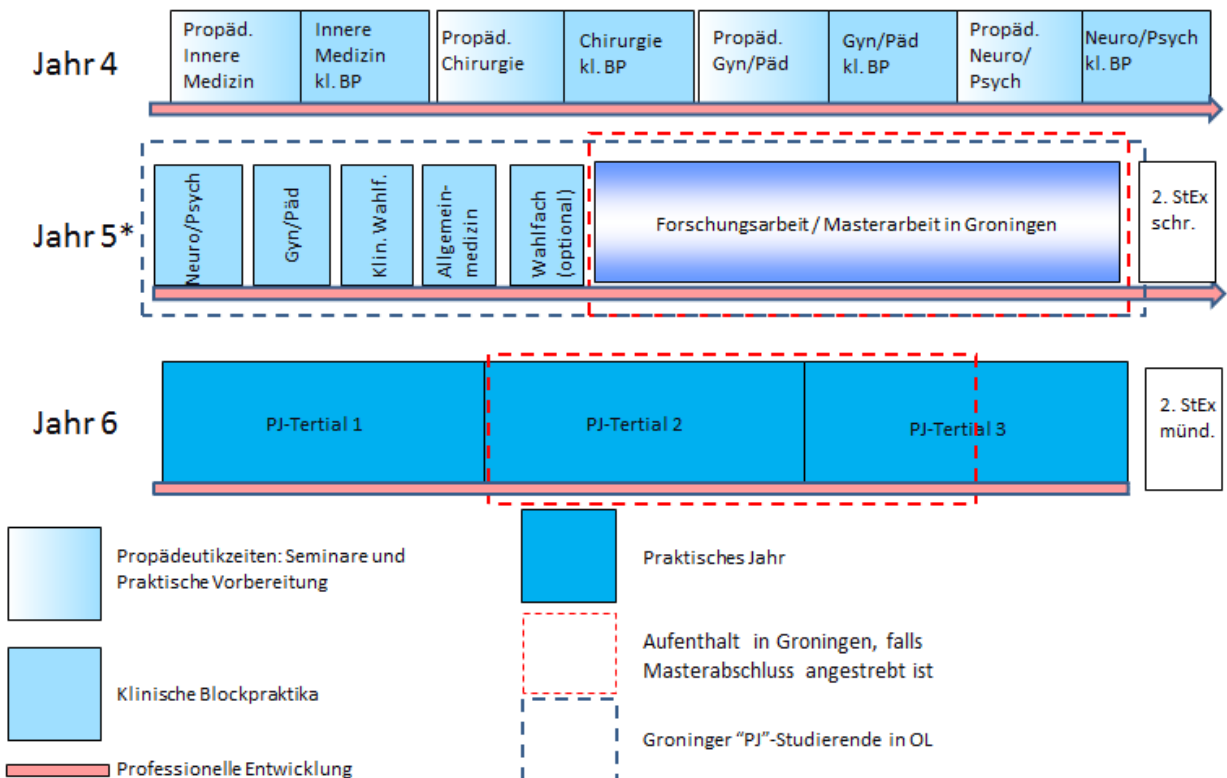 Jahr 4
Propäd.
Innere
Medizin
Innere
Medizin
kl. BP
Propäd.
Chirurgie
Chirurgie
kl. BP
Propäd.
Gyn/Päd
Gyn/Päd
kl. BP
Propäd.
Neuro/
Psych
Neuro/Psych
kl. BP
Jahr 5*
Neuro/Psych
Gyn/Päd
Klin. Wahlf.
Allgemein-
medizin
Wahlfach
(optional)
Forschungsarbeit / Masterarbeit in Groningen
2. StEx
schr.
Jahr 6
PJ-Tertial 1
PJ-Tertial 2
PJ-Tertial 3
2. StEx
münd.
Propädeutikzeiten: Seminare und
Praktische Vorbereitung
Klinische Blockpraktika
Professionelle Entwicklung
Praktisches Jahr
Aufenthalt in Groningen, falls
Masterabschluss angestrebt ist
Groninger “PJ”-Studierende in OL